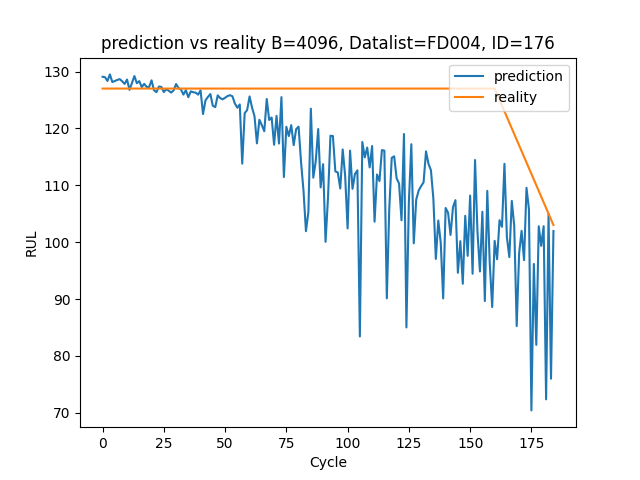 prediction vs reality B=4096, Datalist=FD004, ID=176
130
120
110
100
90
80
70
RUL
prediction
reality
0 25 50 75 100 125 150 175
Cycle